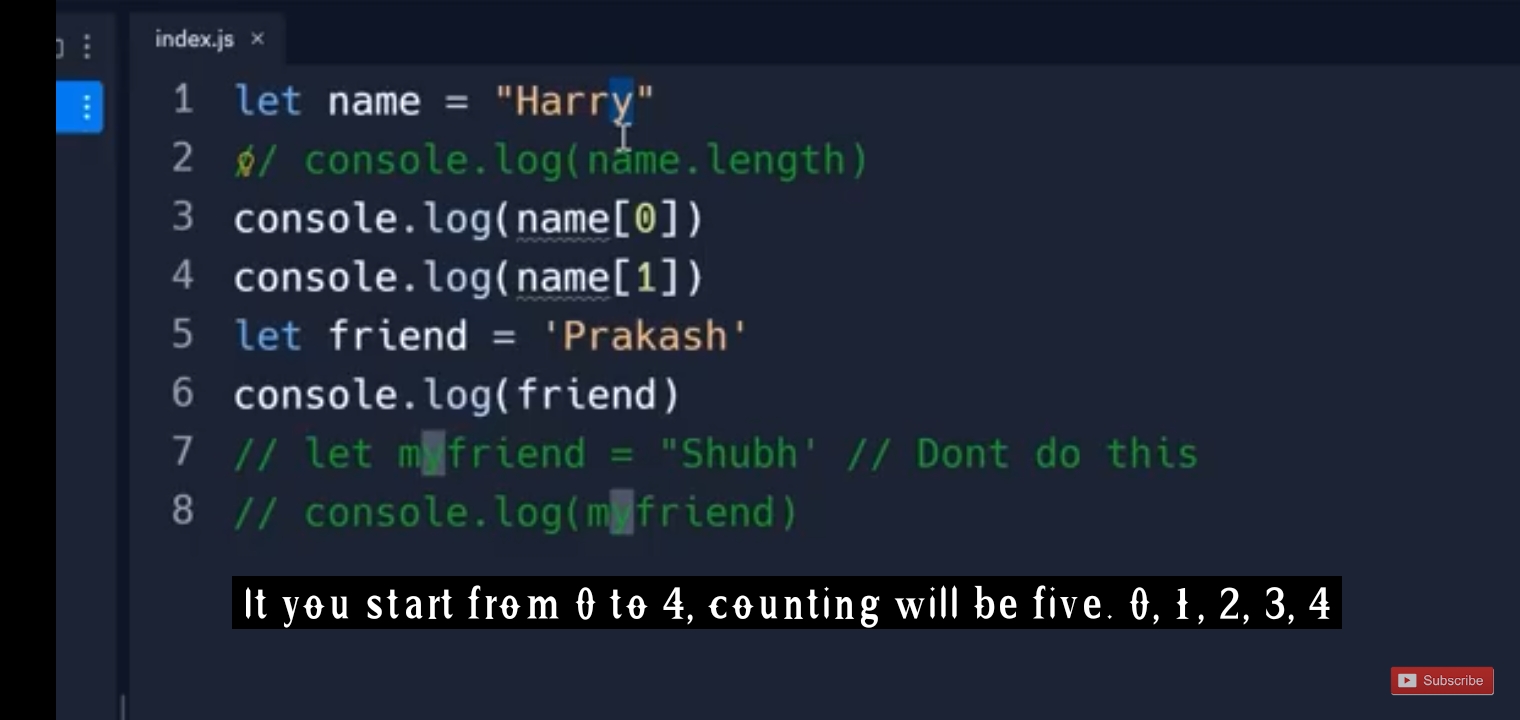 index.js ×
1 let name = "Harry"
2 // console.log(name.length)
3 console.log(name[0])
4 console.log(name[1])
5 let friend = 'Prakash'
6 console.log(friend)
7 // let myfriend = "Shubh' // Dont do this
8 // console.log(myfriend)
It you start from 0 to 4, counting will be five. 0, 1, 2, 3, 4
Subscribe